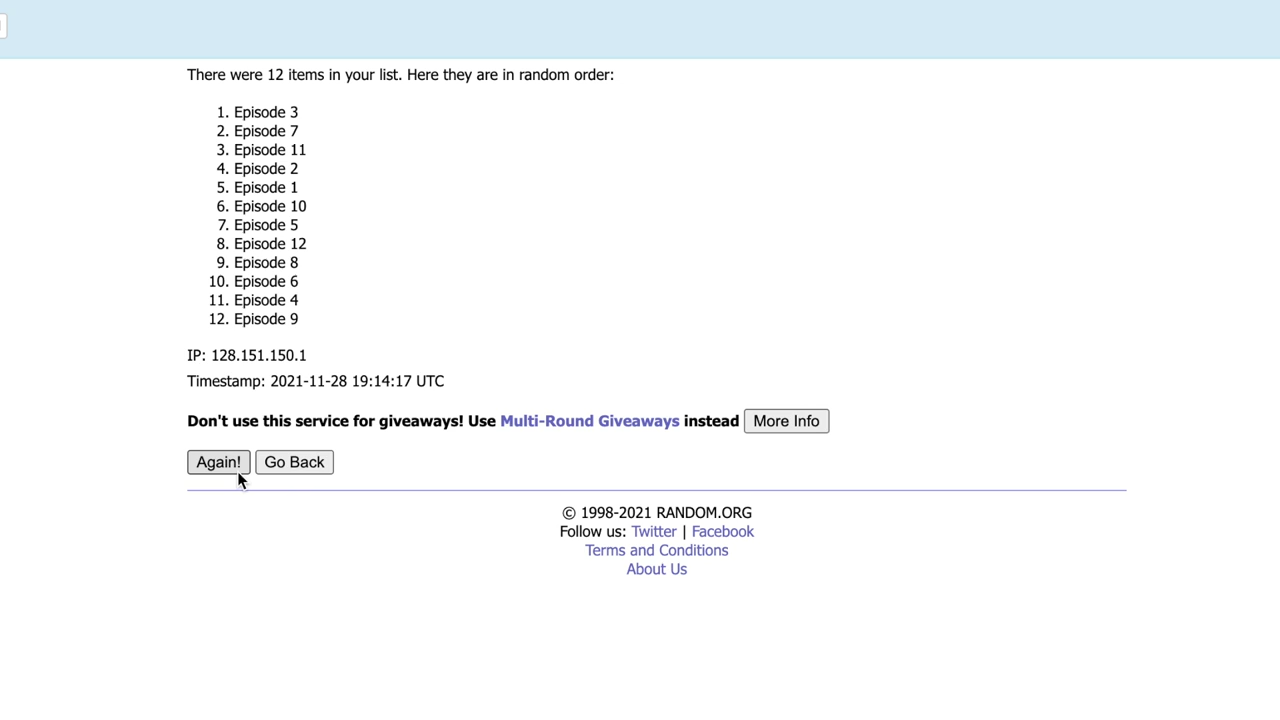 There were 12 items in your list. Here they are in random order:
1. Episode 3
2. Episode 7
3. Episode 11
4. Episode 2
5. Episode 1
6. Episode 10
7. Episode 5
8. Episode 12
9. Episode 8
10. Episode 6
11. Episode 4
12. Episode 9
IP: 128.151.150.1
Timestamp: 2021-11-28 19:14:17 UTC
Don't use this service for giveaways! Use Multi-Round Giveaways instead More Info
Again! Go Back
© 1998-2021 RANDOM.ORG
Follow us: Twitter | Facebook
Terms and Conditions
About Us